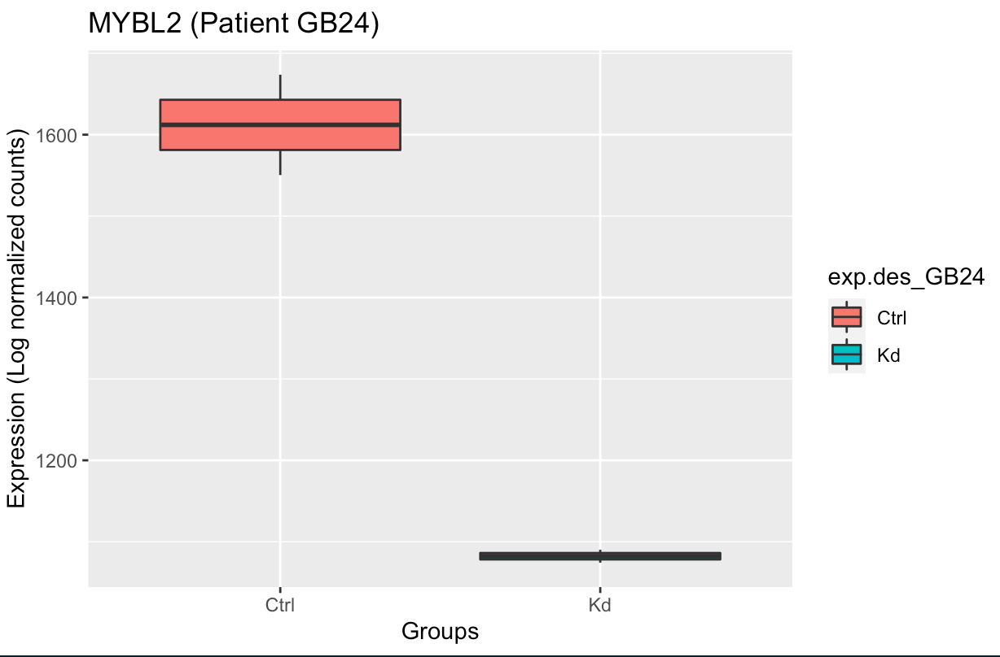 MYBL2 (Patient GB24)
Expression (Log normalized counts)
1600
1400
1200
Ctrl
Kd
Groups
exp.des_GB24
Ctrl
Kd